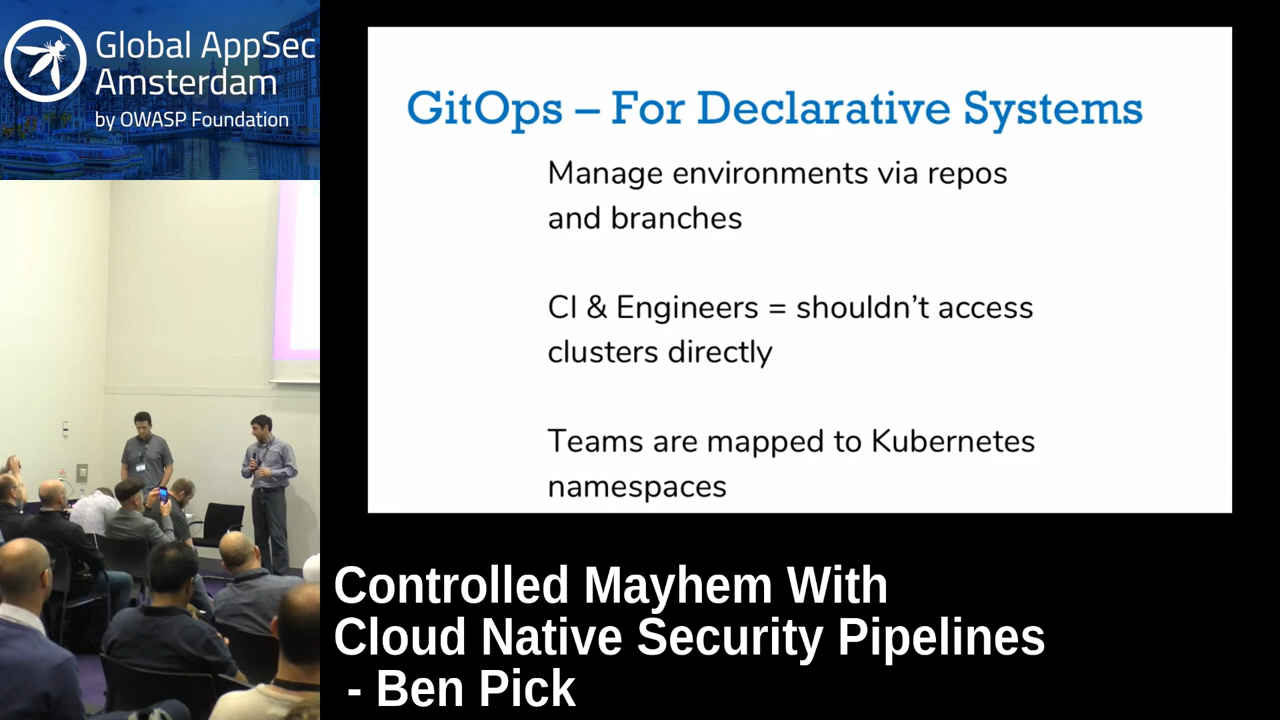 Global AppSec
Amsterdam
by OWASP Foundation
GitOps – For Declarative Systems
Manage environments via repos
and branches
CI & Engineers = shouldn’t access
clusters directly
Teams are mapped to Kubernetes
namespaces
Controlled Mayhem With
Cloud Native Security Pipelines
- Ben Pick